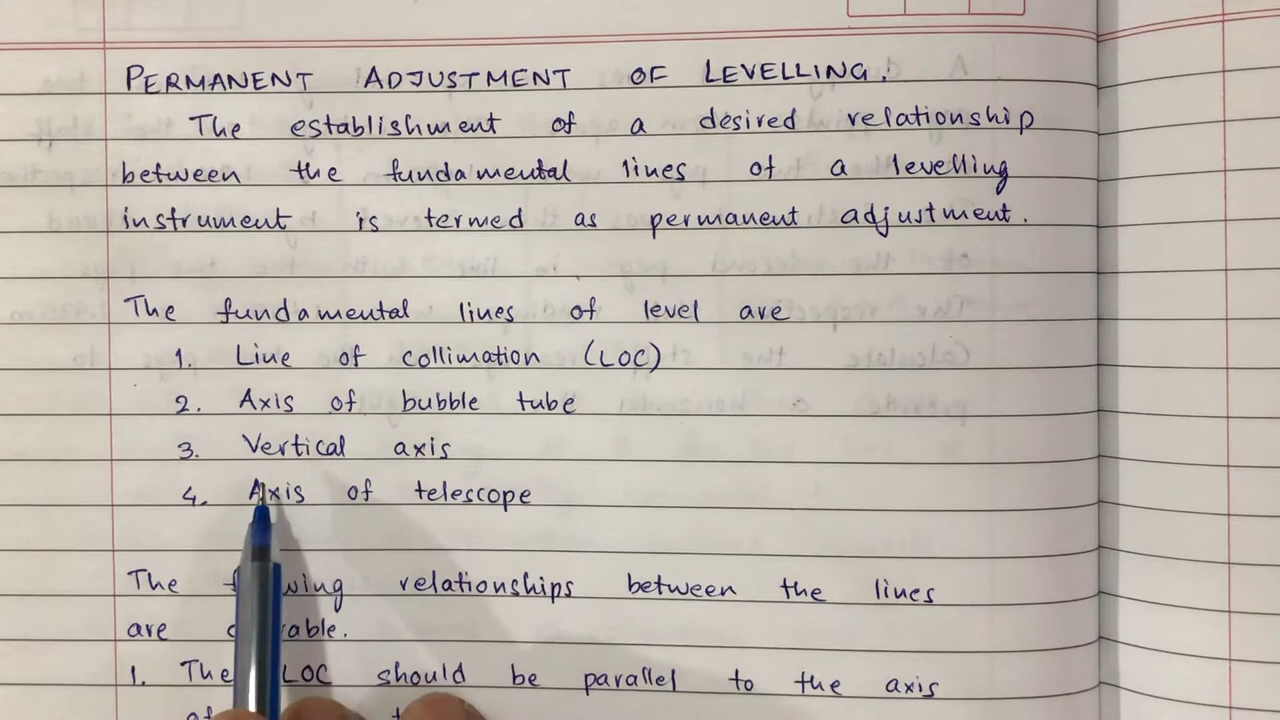 PERMANENT ADJUSTMENT OF LEVELLING.
The establishment of a desired relationship
between the fundamental lines of a levelling
instrument is termed as permanent adjustment.
The fundamental lines of level are
1. Line of collimation (LOC)
2. Axis of bubble tube
3. Vertical axis
4. Axis of telescope
The relationships between the lines
are
1. The LOC should be parallel to the axis